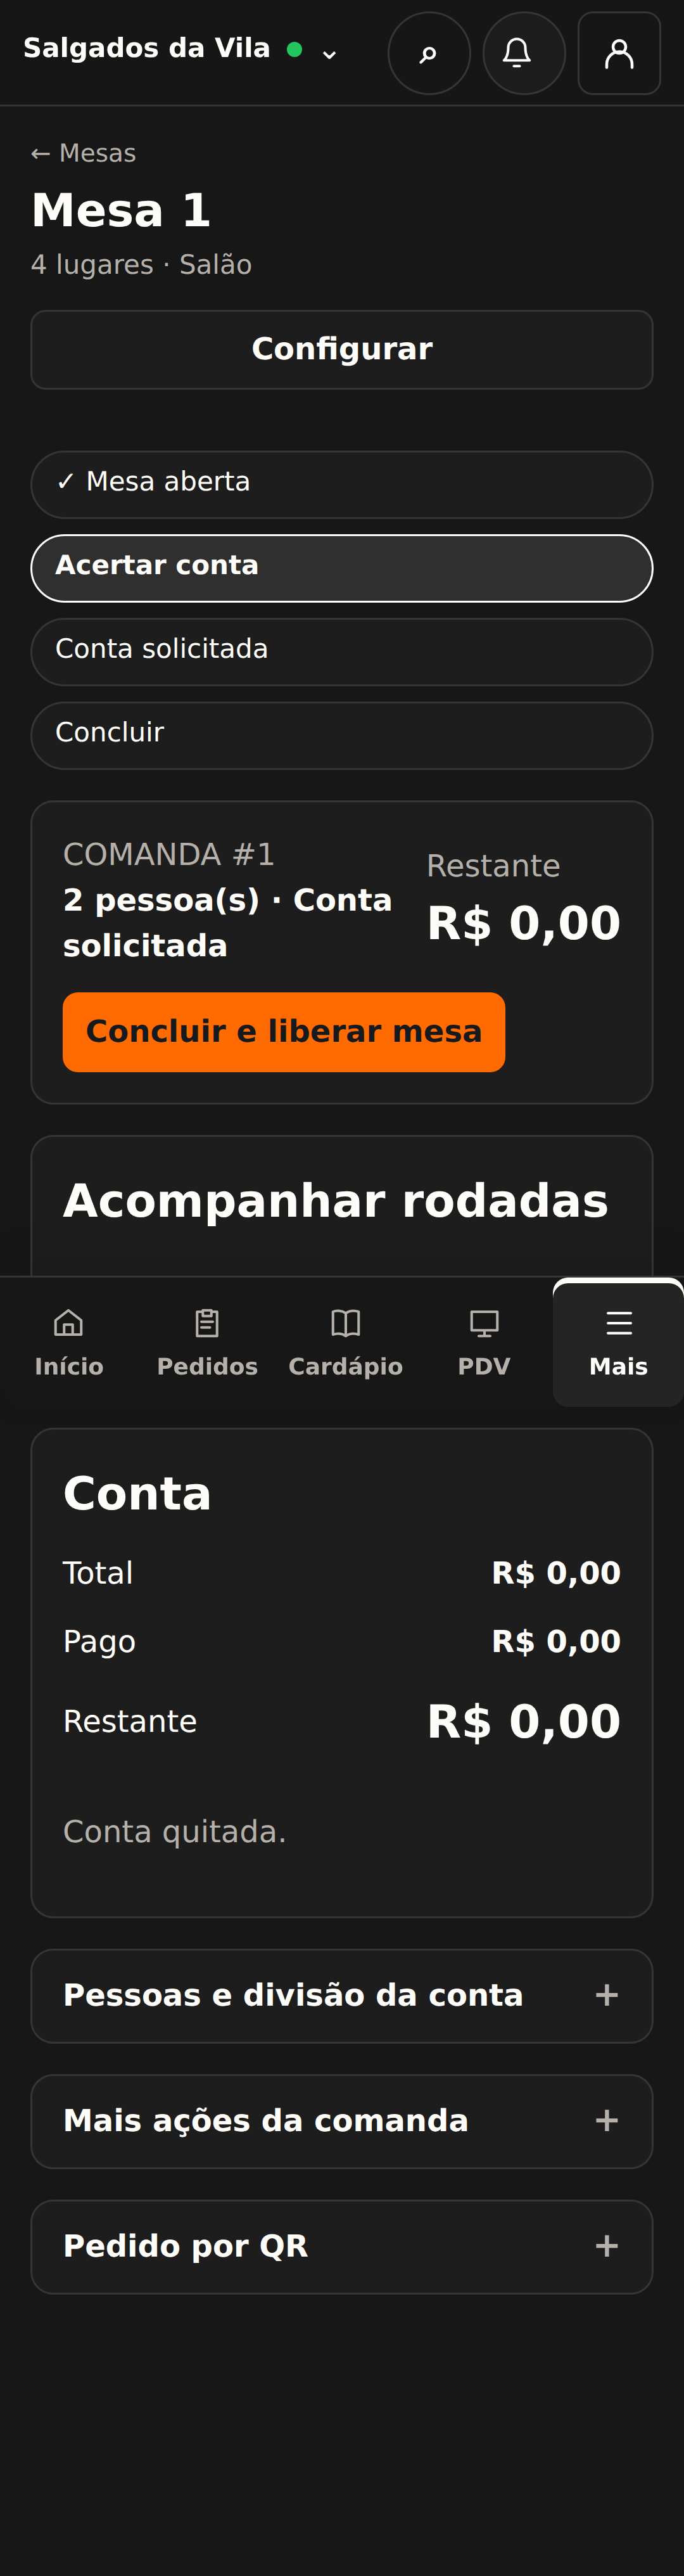 Salgados da Vila
← Mesas
Mesa 1
4 lugares · Salão
Configurar
✓ Mesa aberta
Acertar conta
Conta solicitada
Concluir
COMANDA #1
2 pessoa(s) · Conta
solicitada
Restante
R$ 0,00
Concluir e liberar mesa
Acompanhar rodadas
Início Pedidos Cardápio PDV Mais
Conta
Total R$ 0,00
Pago R$ 0,00
Restante R$ 0,00
Conta quitada.
Pessoas e divisão da conta +
Mais ações da comanda +
Pedido por QR +